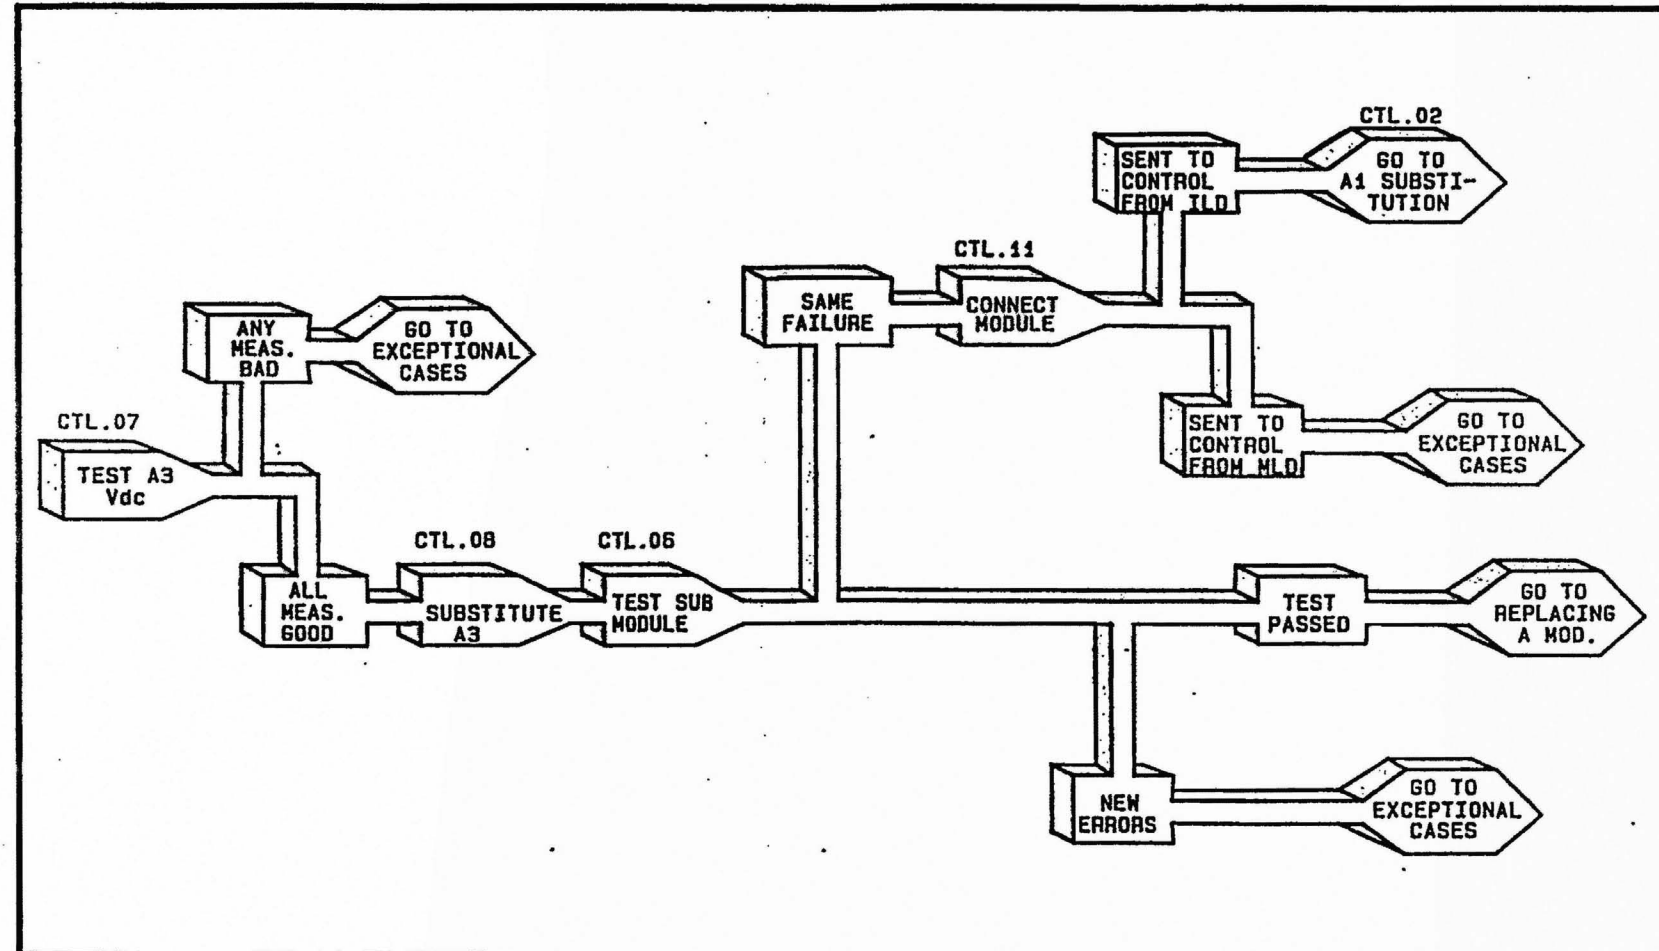 CTL.07
TEST A3
Vdc
ANY
MEAS.
BAD
GO TO
EXCEPTIONAL
CASES
ALL
MEAS.
GOOD
CTL.08
SUBSTITUTE
A3
CTL.06
TEST SUB
MODULE
SAME
FAILURE
CTL.11
CONNECT
MODULE
SENT TO
CONTROL
FROM ILD
CTL.02
GO TO
A1 SUBSTI-
TUTION
SENT TO
CONTROL
FROM MLD
GO TO
EXCEPTIONAL
CASES
TEST
PASSED
GO TO
REPLACING
A MOD.
NEW
ERRORS
GO TO
EXCEPTIONAL
CASES